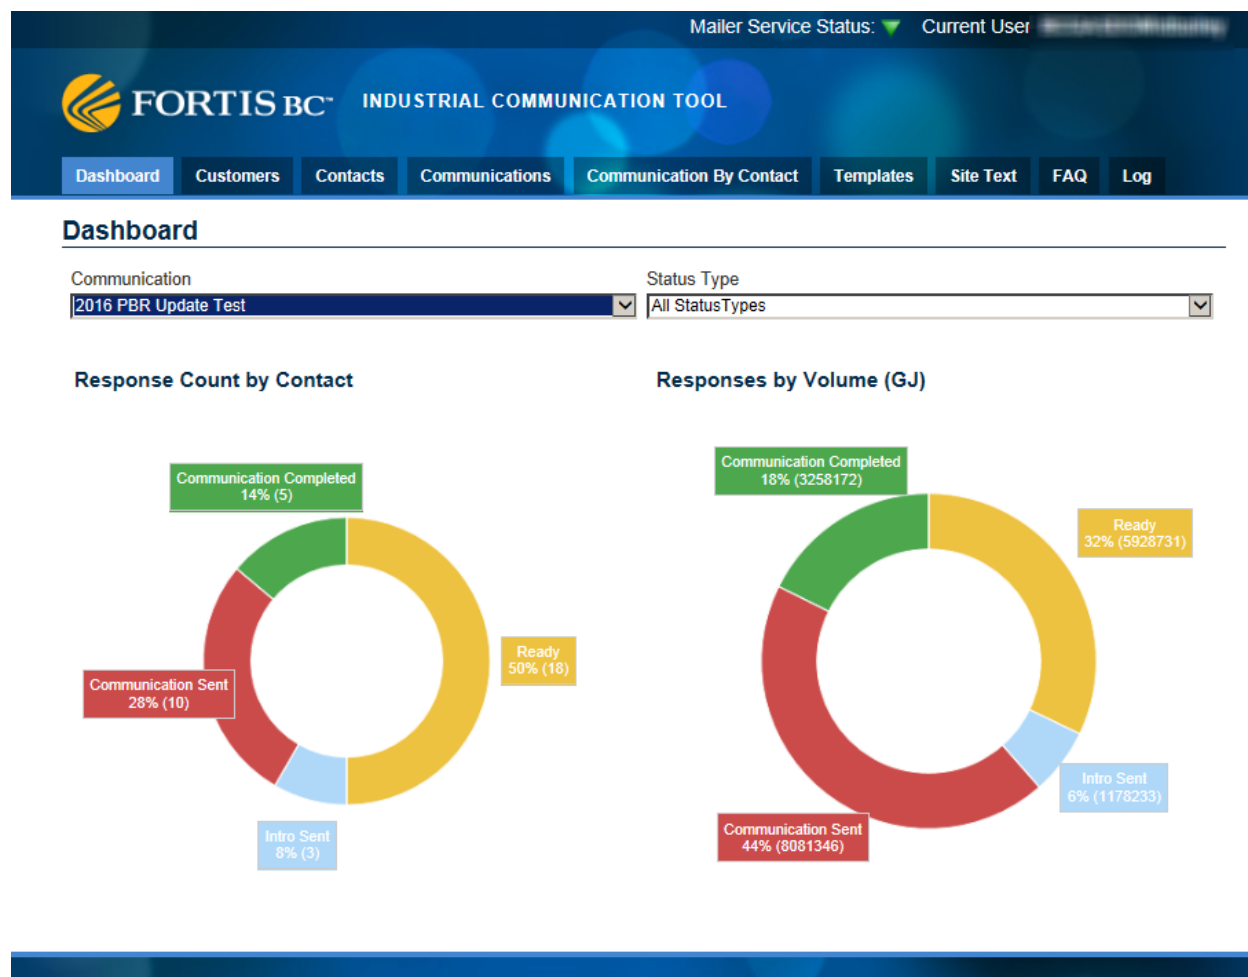 Mailer Service Status: Current User
FORTIS BC™ INDUSTRIAL COMMUNICATION TOOL
Dashboard Customers Contacts Communications Communication By Contact Templates Site Text FAQ Log
Dashboard
Communication Status Type
2016 PBR Update Test All StatusTypes
Response Count by Contact Responses by Volume (GJ)
Communication Completed
14% (5)
Ready
50% (18)
Communication Sent
28% (10)
Intro Sent
8% (3)
Communication Completed
18% (3258172)
Ready
32% (5928731)
Intro Sent
6% (1178233)
Communication Sent
44% (8081346)